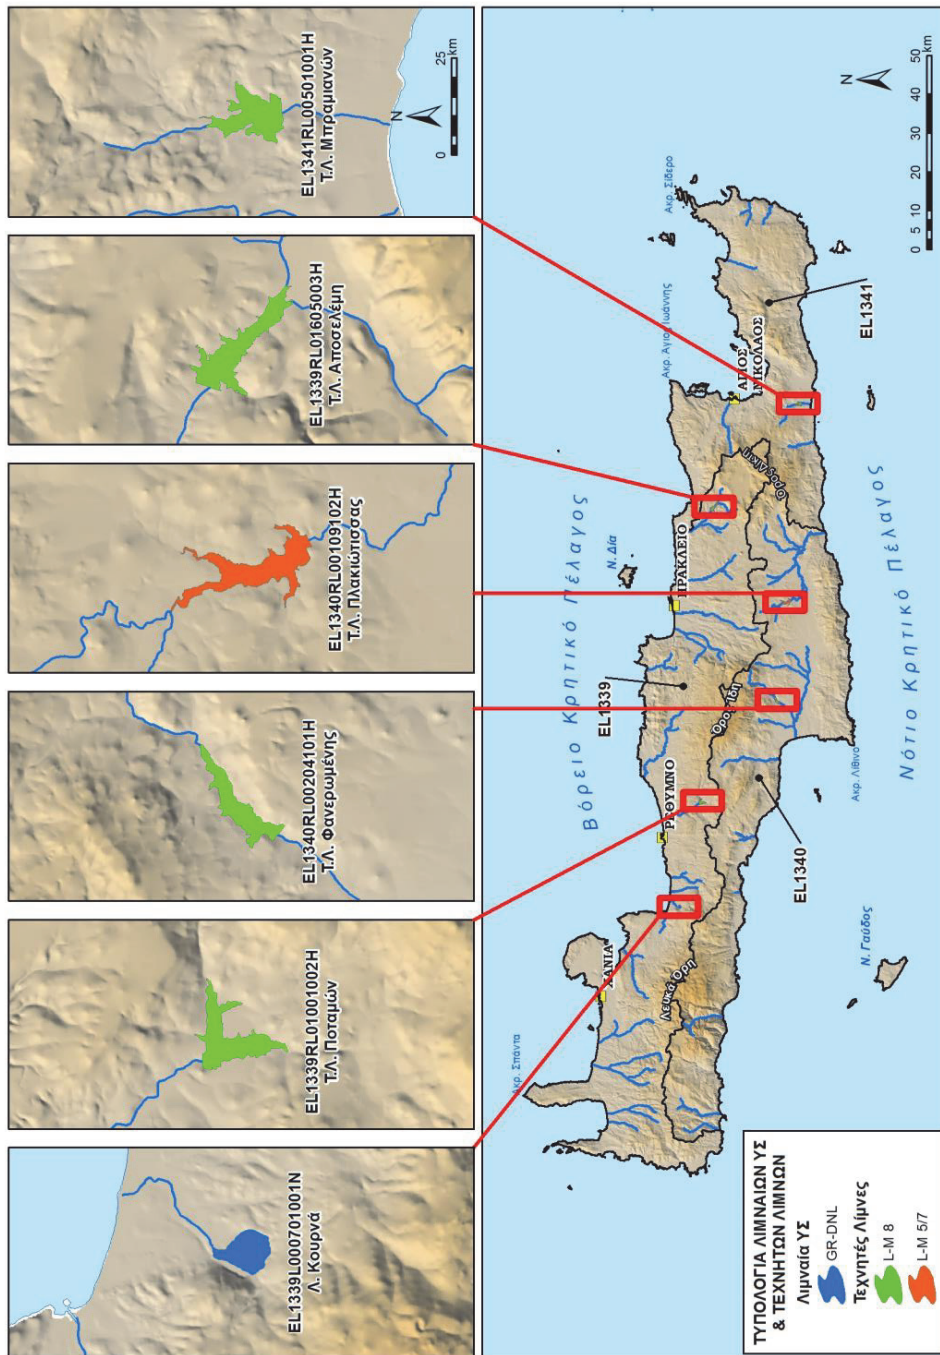 EL1339L000701001N
Λ. Κουρνά
EL1339RL01001002H
Τ.Λ. Ποταμών
EL1340RL00204101H
Τ.Λ. Φανερωμένης
EL1340RL00109102H
Τ.Λ. Πλακιώτισσας
EL1339RL01605003H
Τ.Λ. Αποσελέμη
EL1341RL00501001H
Τ.Λ. Μπραμιανών
N
0 25
km
Ακρ. Σπάντα
ΧΑΝΙΑ
Λευκά Όρη
Ν. Γαύδος
Βόρειο Κρητικό Πέλαγος
ΡΕΘΥΜΝΟ
EL1339
Όρος Ίδη
EL1340
Ακρ. Λίθινο
Ν. Δία
ΗΡΑΚΛΕΙΟ
Όρος Δίκτη
Νότιο Κρητικό Πέλαγος
Ακρ. Άγιος Ιωάννης
ΑΓΙΟΣ
ΝΙΚΟΛΑΟΣ
Ακρ. Σίδερο
EL1341
N
0 5 10 20 30 40 50
km
ΤΥΠΟΛΟΓΙΑ ΛΙΜΝΑΙΩΝ ΥΣ
& ΤΕΧΝΗΤΩΝ ΛΙΜΝΩΝ
Λιμναία ΥΣ
GR-DNL
Τεχνητές Λίμνες
L-M 8
L-M 5/7